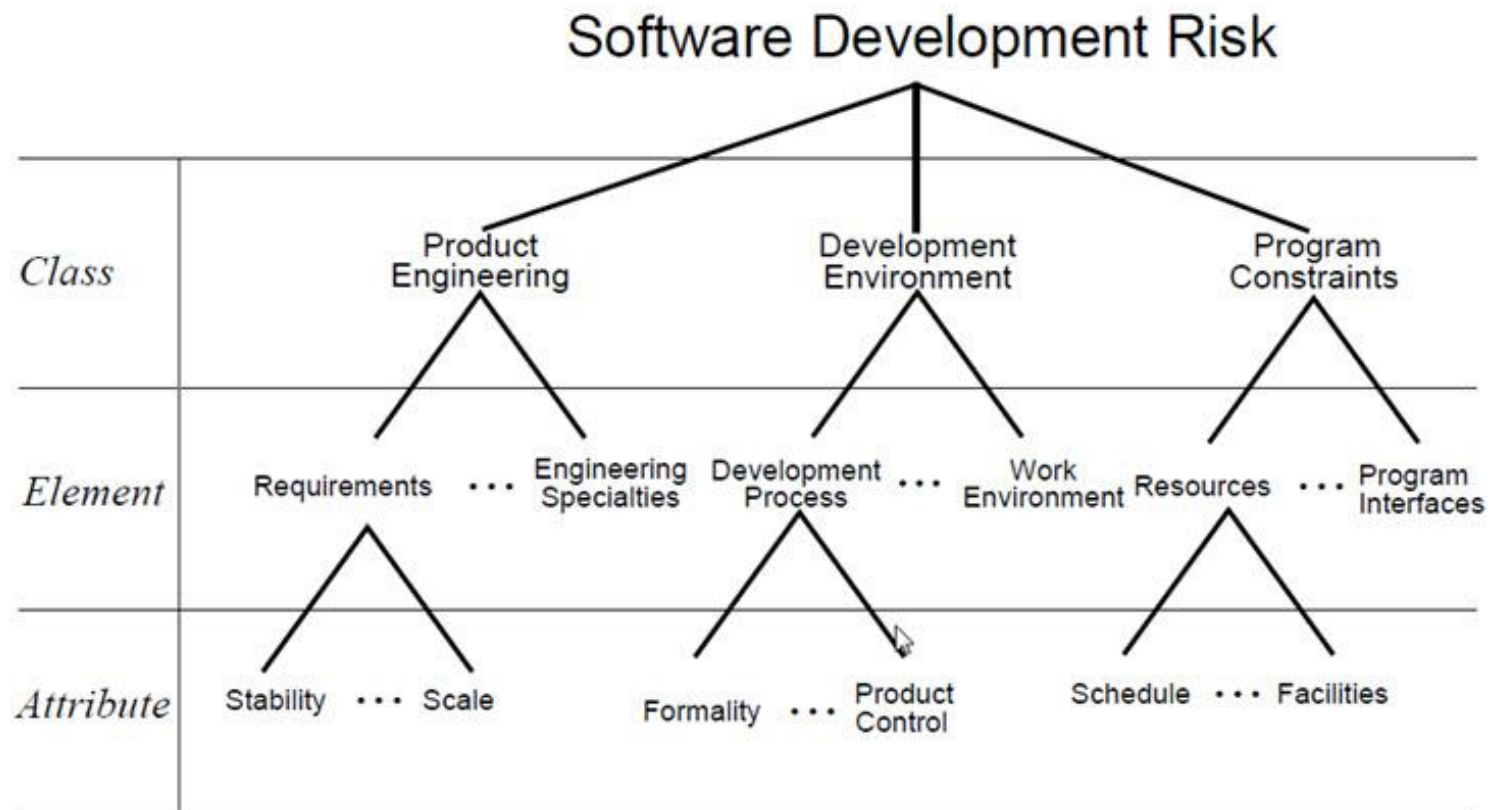 Software Development Risk
Class
Product
Engineering
Development
Environment
Program
Constraints
Element
Requirements ... Engineering
Specialties
Development
Process ... Work
Environment
Resources ... Program
Interfaces
Attribute
Stability ... Scale
Formality ... Product
Control
Schedule ... Facilities